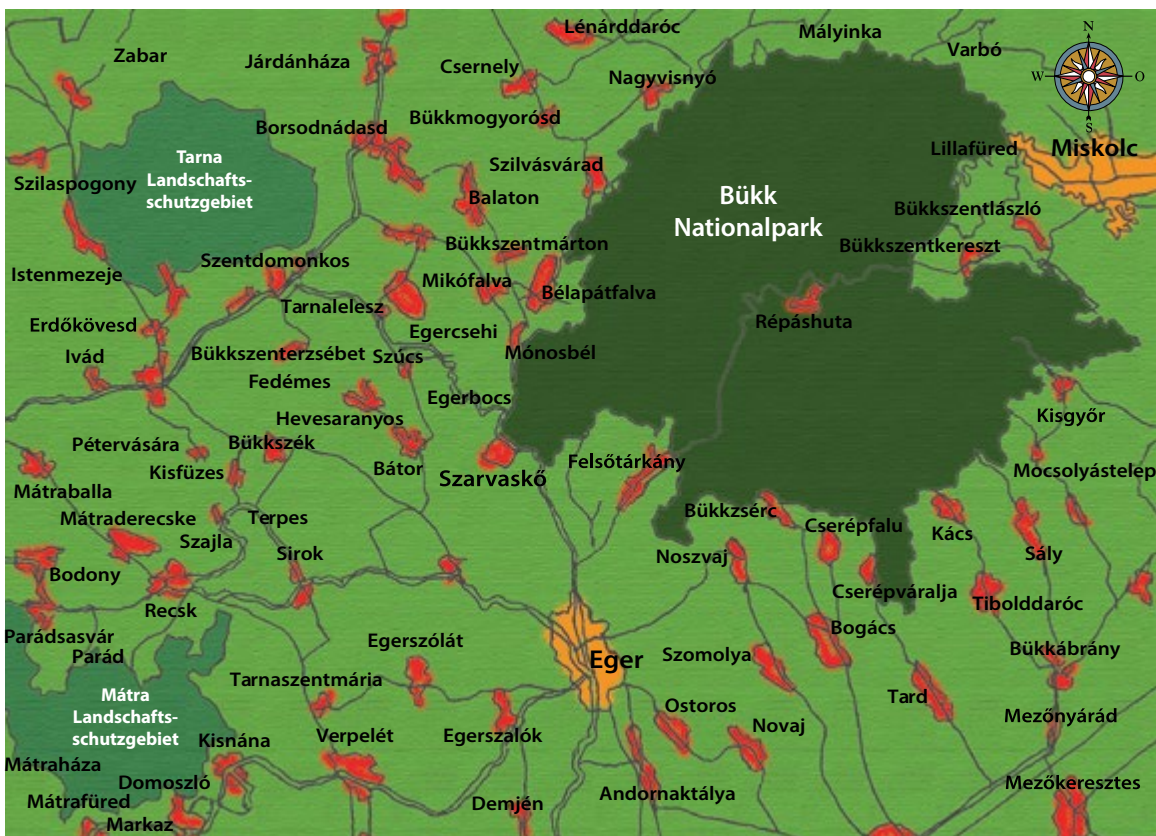 Lénárddaróc
Mályinka
N
Zabar
Járdánháza
Csernely
Varbó
Nagyvisnyó
W
O
Bükkmogyorósd
S
Borsodnádasd
Miskolc
Lillafüred
Tarna
Landschafts-
schutzgebiet
Szilvásvárad
Szilaspogony
Balaton
Bükk
Nationalpark
Bükkszentlászló
Bükkszentmárton
Bükkszentkereszt
Szentdomonkos
Istenmezeje
Mikófalva
Bélapátfalva
Tarnalelesz
Répáshuta
Erdőkövesd
Egercsehi
Ivád
Bükkszenterzsébet
Szúcs
Mónosbél
Fedémes
Egerbocs
Hevesaranyos
Kisgyőr
Pétervására
Bükkszék
Felsőtárkány
Kisfüzes
Bátor
Szarvaskő
Mocsolyástelep
Mátraballa
Bükkzsérc
Mátraderecske
Terpes
Cserépfalu
Kács
Szajla
Sirok
Noszvaj
Sály
Bodony
Cserépváralja
Tibolddaróc
Recsk
Parádsasvár
Parád
Egerszólát
Bogács
Eger
Szomolya
Bükkábrány
Tarnaszentmária
Tard
Mátra
Landschafts-
schutzgebiet
Ostoros
Novaj
Mezőnyárád
Kisnána
Verpelét
Egerszalók
Mátraháza
Domoszló
Mezőkeresztes
Mátrafüred
Demjén
Andornaktálya
Markaz